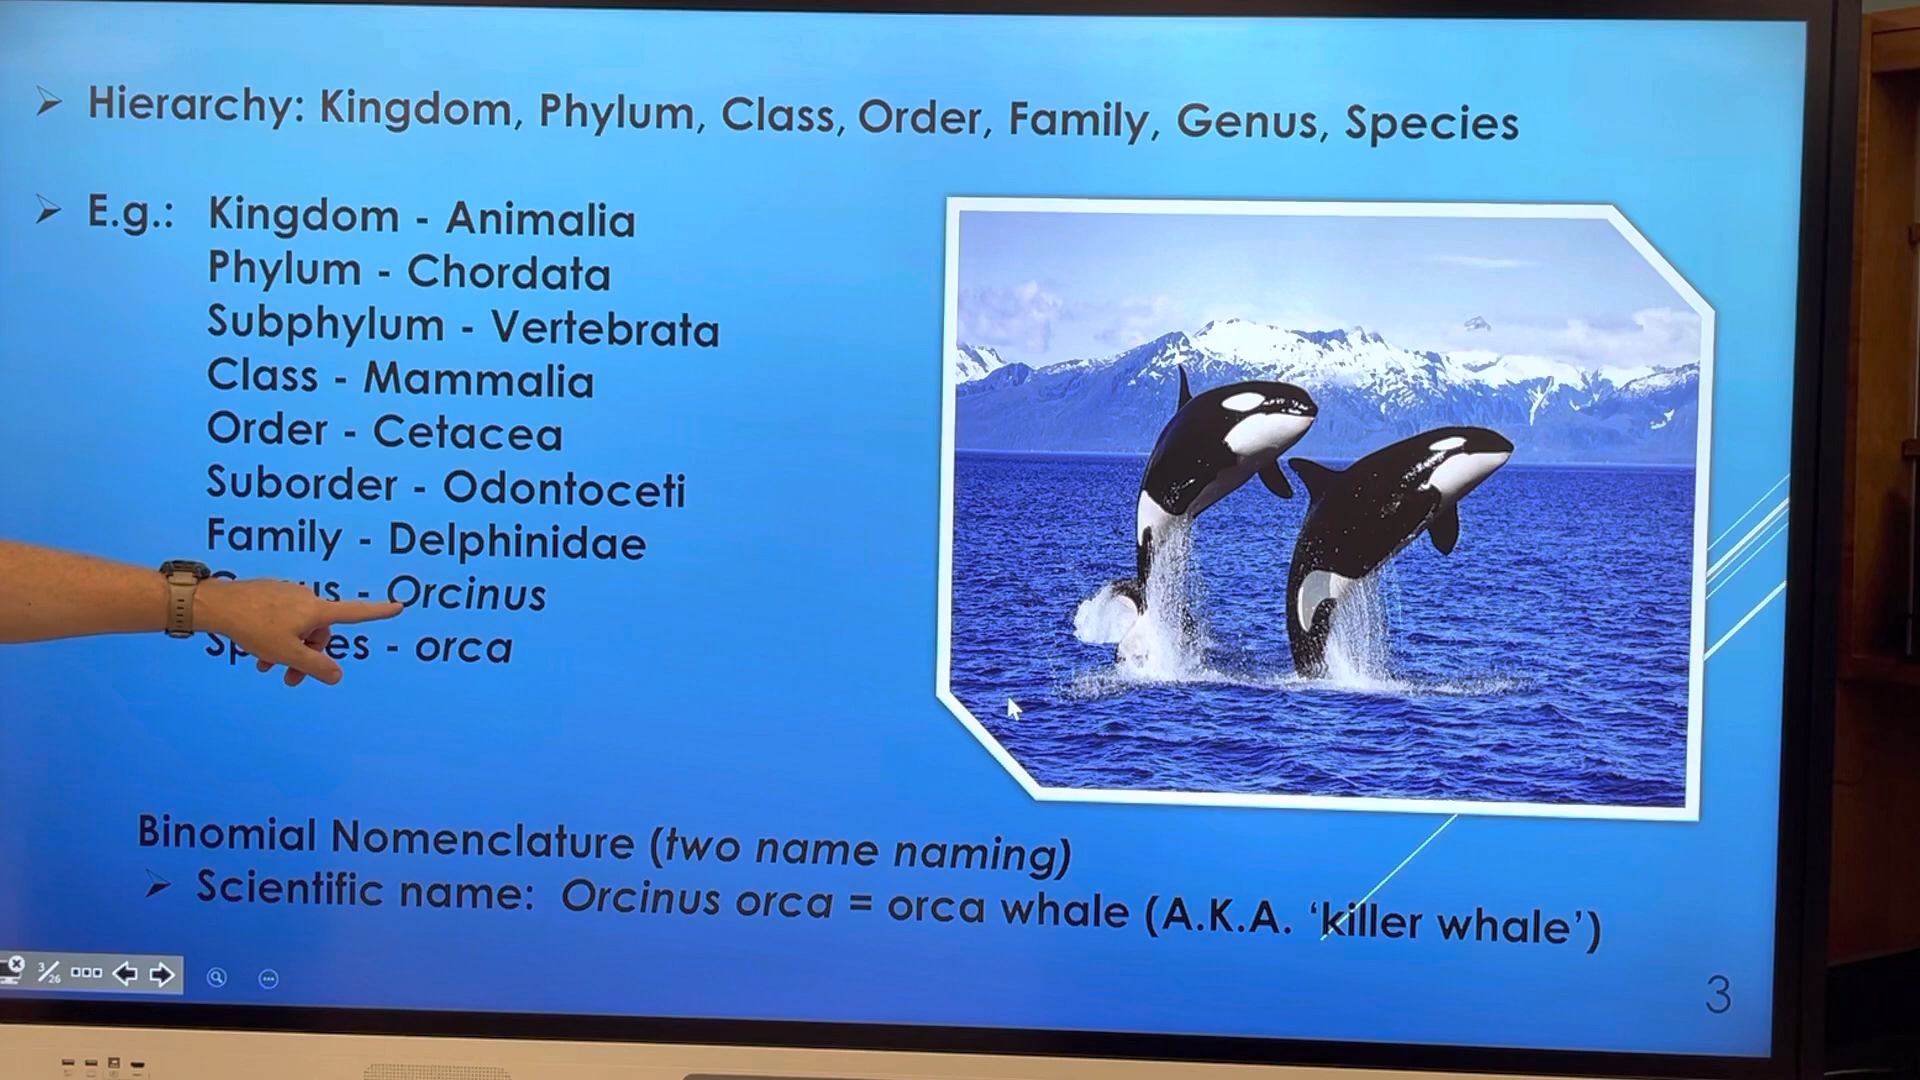 Hierarchy: Kingdom, Phylum, Class, Order, Family, Genus, Species
E.g.: Kingdom - Animalia
Phylum - Chordata
Subphylum - Vertebrata
Class - Mammalia
Order - Cetacea
Suborder - Odontoceti
Family - Delphinidae
- Orcinus
- orca
Binomial Nomenclature (two name naming)
Scientific name: Orcinus orca = orca whale (A.K.A. ‘killer whale’)
3/26
3